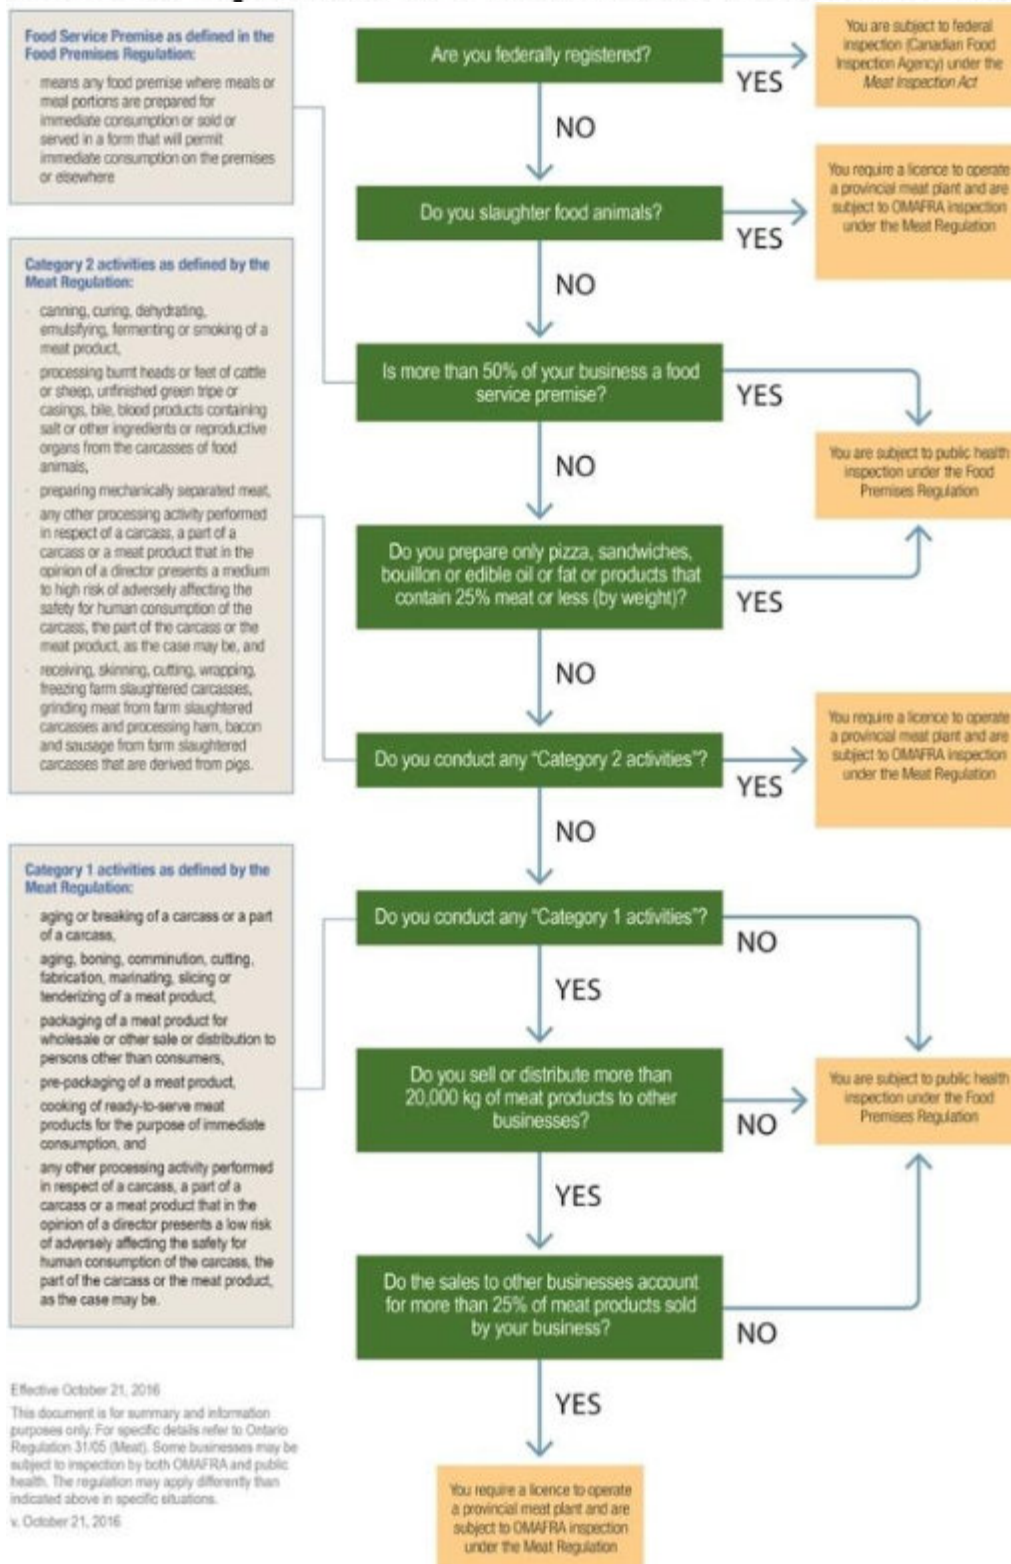 Food Service Premise as defined in the
Food Premises Regulation:
means any food premise where meals or
meal portions are prepared for
immediate consumption or sold or
served in a form that will permit
immediate consumption on the premises
or elsewhere
Category 2 activities as defined by the
Meat Regulation:
canning, curing, dehydrating,
emulsifying, fermenting or smoking of a
meat product,
processing burnt heads or feet of cattle
or sheep, unfinished green tripe or
casings, bile, blood products containing
salt or other ingredients or reproductive
organs from the carcasses of food
animals,
preparing mechanically separated meat,
any other processing activity performed
in respect of a carcass, a part of a
carcass or a meat product that in the
opinion of a director presents a medium
to high risk of adversely affecting the
safety for human consumption of the
carcass, the part of the carcass or the
meat product, as the case may be, and
receiving, skinning, cutting, wrapping,
freezing farm slaughtered carcasses,
grinding meat from farm slaughtered
carcasses and processing ham, bacon
and sausage from farm slaughtered
carcasses that are derived from pigs.
Category 1 activities as defined by the
Meat Regulation:
aging or breaking of a carcass or a part
of a carcass,
aging, boning, comminution, cutting,
fabrication, marinating, slicing or
tenderizing of a meat product,
packaging of a meat product for
wholesale or other sale or distribution to
persons other than consumers,
pre-packaging of a meat product,
cooking of ready-to-serve meat
products for the purpose of immediate
consumption, and
any other processing activity performed
in respect of a carcass, a part of a
carcass or a meat product that in the
opinion of a director presents a low risk
of adversely affecting the safety for
human consumption of the carcass, the
part of the carcass or the meat product,
as the case may be.
Effective October 21, 2016
This document is for summary and information
purposes only. For specific details refer to Ontario
Regulation 31/05 (Meat). Some businesses may be
subject to inspection by both OMAFRA and public
health. The regulation may apply differently than
indicated above in specific situations.
v. October 21, 2016
Are you federally registered?
YES
You are subject to federal
inspection (Canadian Food
Inspection Agency) under the
Meat Inspection Act
NO
Do you slaughter food animals?
YES
You require a licence to operate
a provincial meat plant and are
subject to OMAFRA inspection
under the Meat Regulation
NO
Is more than 50% of your business a food
service premise?
YES
You are subject to public health
inspection under the Food
Premises Regulation
NO
Do you prepare only pizza, sandwiches,
bouillon or edible oil or fat or products that
contain 25% meat or less (by weight)?
YES
NO
Do you conduct any "Category 2 activities"?
YES
You require a licence to operate
a provincial meat plant and are
subject to OMAFRA inspection
under the Meat Regulation
NO
Do you conduct any "Category 1 activities"?
NO
YES
Do you sell or distribute more than
20,000 kg of meat products to other
businesses?
NO
You are subject to public health
inspection under the Food
Premises Regulation
YES
Do the sales to other businesses account
for more than 25% of meat products sold
by your business?
NO
YES
You require a licence to operate
a provincial meat plant and are
subject to OMAFRA inspection
under the Meat Regulation